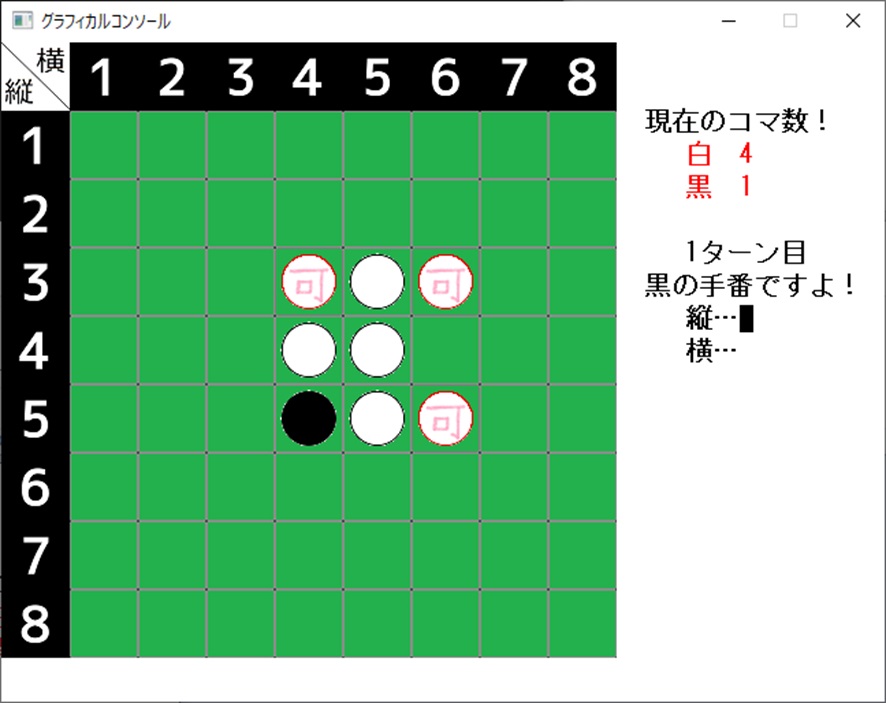 グラフィカルコンソール
横
縦
1 2 3 4 5 6 7 8
1
2
3 可 可
4
5 可
6
7
8
現在のコマ数!
白 4
黒 1
1ターン目
黒の手番ですよ!
縦…
横…